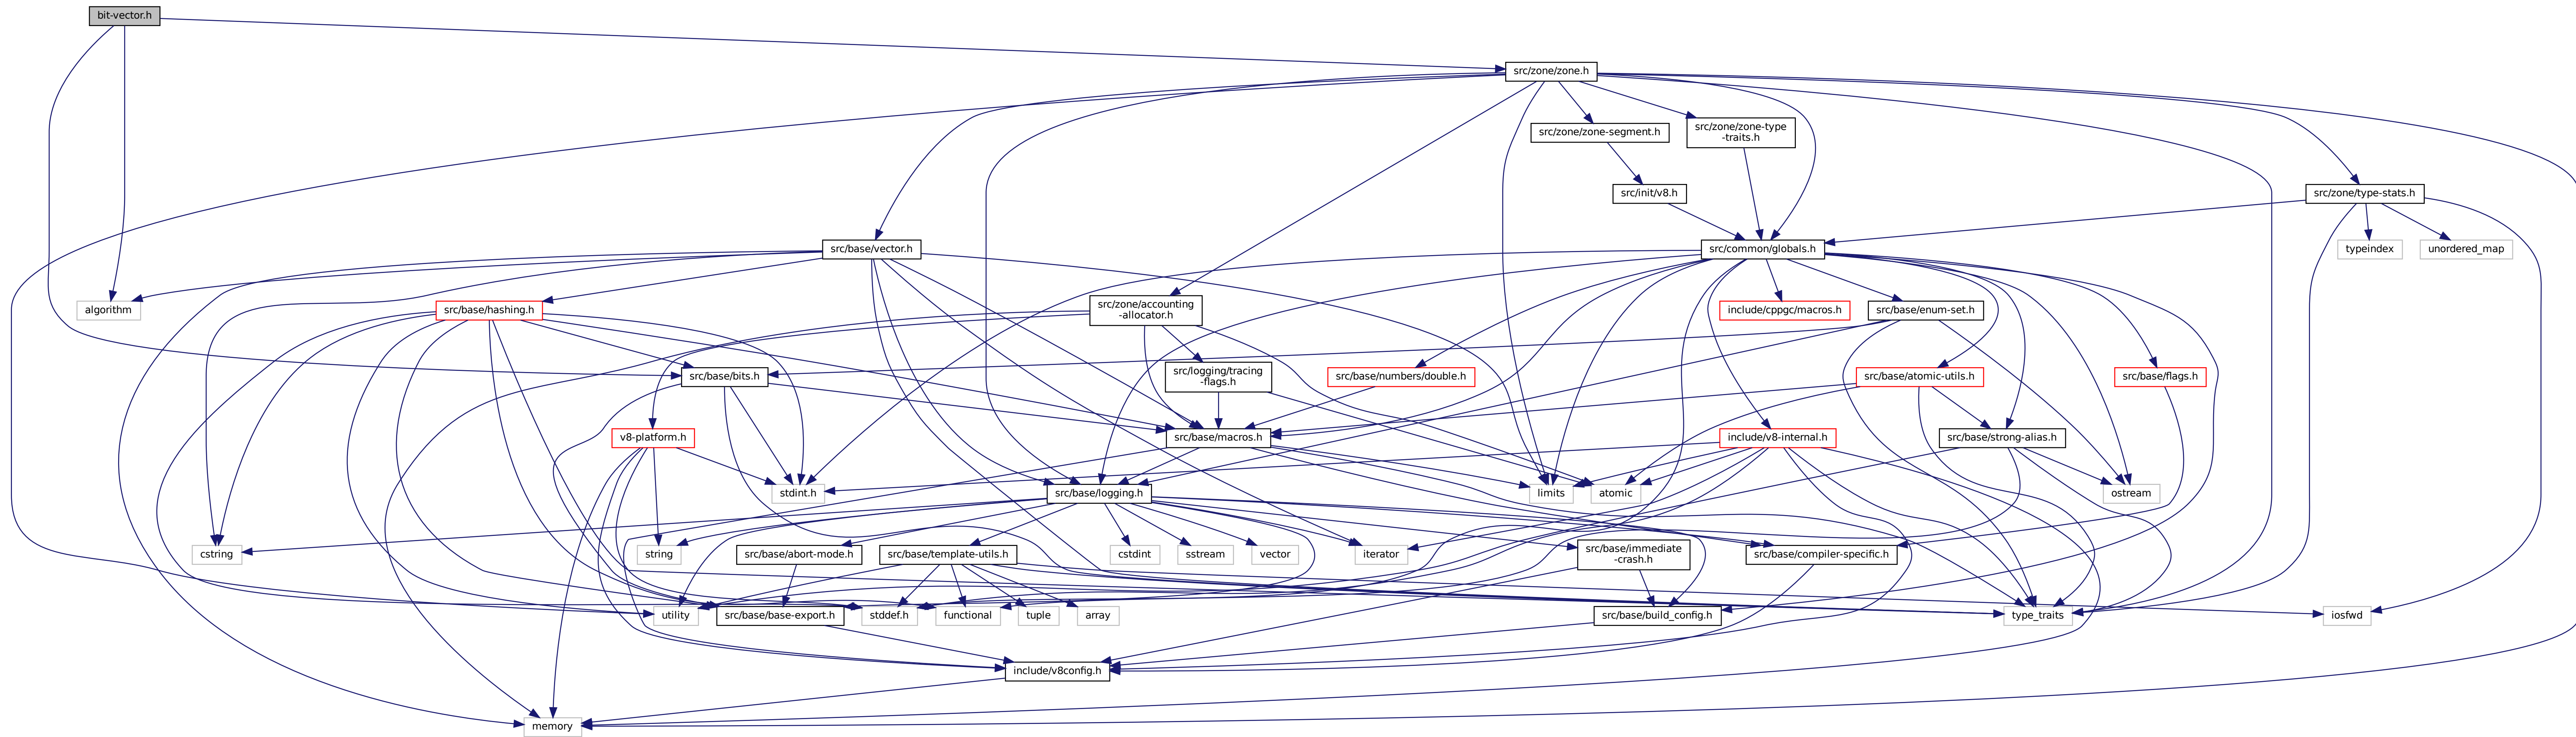 bit-vector.h
src/zone/zone.h
src/zone/zone-segment.h
src/zone/zone-type
-traits.h
src/init/v8.h
src/zone/type-stats.h
src/base/vector.h
src/common/globals.h
typeindex
unordered_map
algorithm
src/base/hashing.h
src/zone/accounting
-allocator.h
include/cppgc/macros.h
src/base/enum-set.h
src/base/bits.h
src/logging/tracing
-flags.h
src/base/numbers/double.h
src/base/atomic-utils.h
src/base/flags.h
v8-platform.h
src/base/macros.h
include/v8-internal.h
src/base/strong-alias.h
stdint.h
src/base/logging.h
limits
atomic
ostream
cstring
string
src/base/abort-mode.h
src/base/template-utils.h
cstdint
sstream
vector
iterator
src/base/immediate
-crash.h
src/base/compiler-specific.h
utility
src/base/base-export.h
stddef.h
functional
tuple
array
src/base/build_config.h
type_traits
iosfwd
include/v8config.h
memory